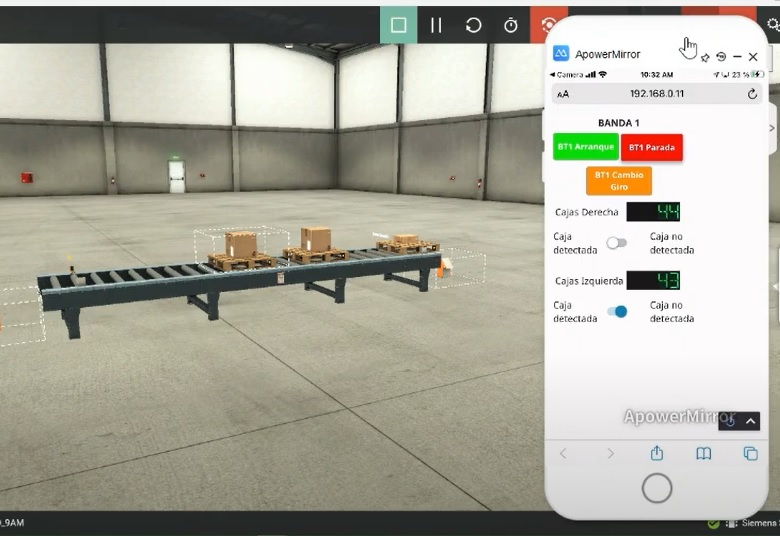 ApowerMirror
Camera
10:32 AM
23 %
AA
192.168.0.11
BANDA 1
BT1 Arranque
BT1 Parada
BT1 Cambio
Giro
Cajas Derecha
44
Caja
detectada
Caja no
detectada
Cajas Izquierda
43
Caja
detectada
Caja no
detectada
ApowerMirror
_9AM
Siemens